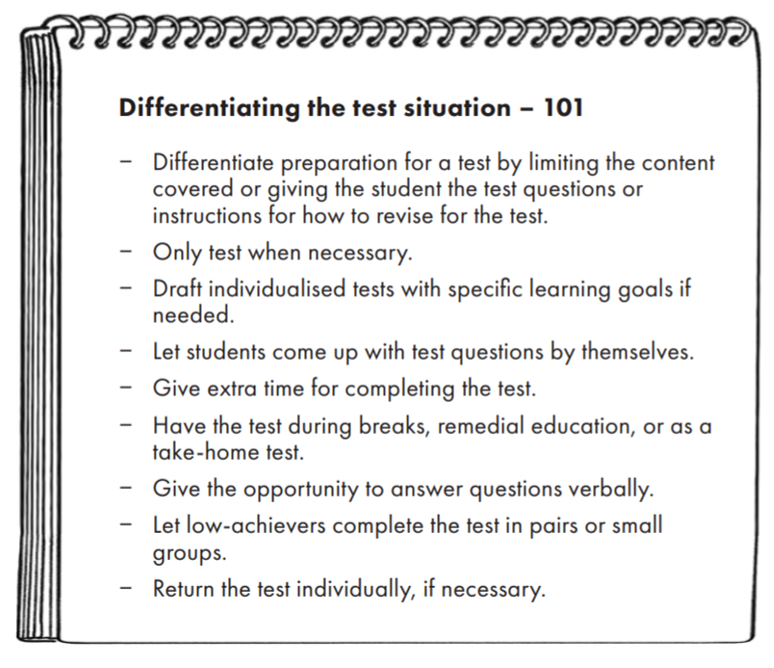 Differentiating the test situation – 101
– Differentiate preparation for a test by limiting the content
covered or giving the student the test questions or
instructions for how to revise for the test.
– Only test when necessary.
– Draft individualised tests with specific learning goals if
needed.
– Let students come up with test questions by themselves.
– Give extra time for completing the test.
– Have the test during breaks, remedial education, or as a
take-home test.
– Give the opportunity to answer questions verbally.
– Let low-achievers complete the test in pairs or small
groups.
– Return the test individually, if necessary.